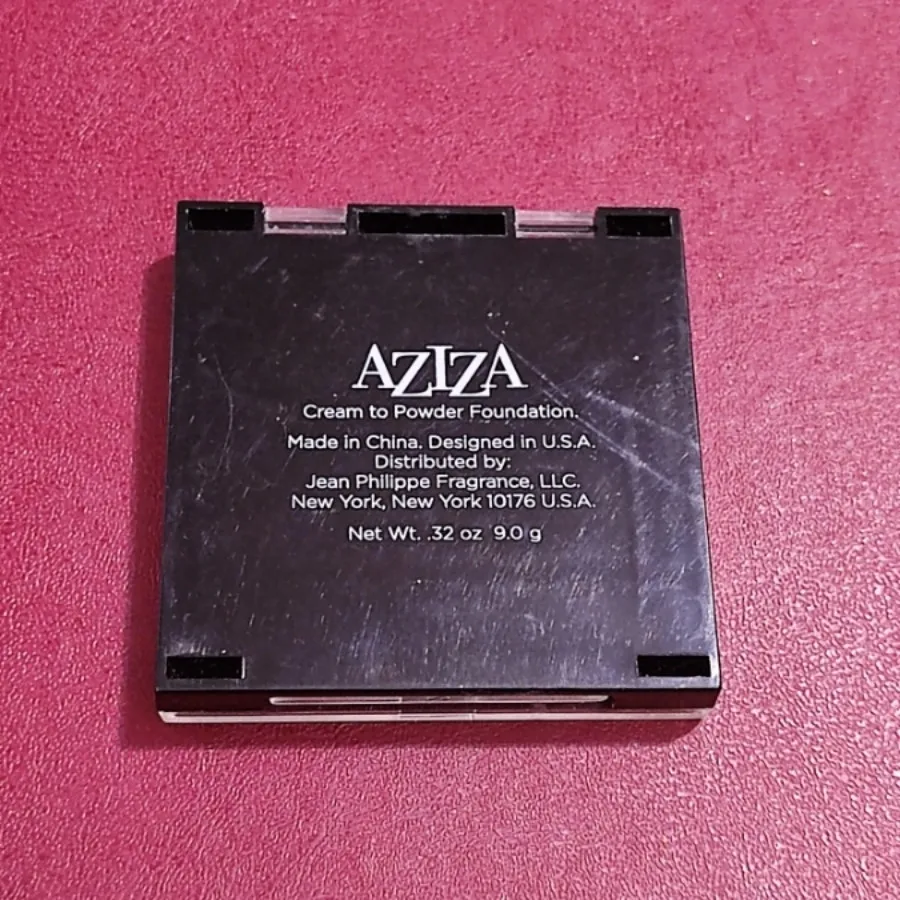 AZIZA
Cream to Powder Foundation.
Made in China. Designed in U.S.A.
Distributed by:
Jean Philippe Fragrance, LLC.
New York, New York 10176 U.S.A.
Net Wt. .32 oz 9.0 g